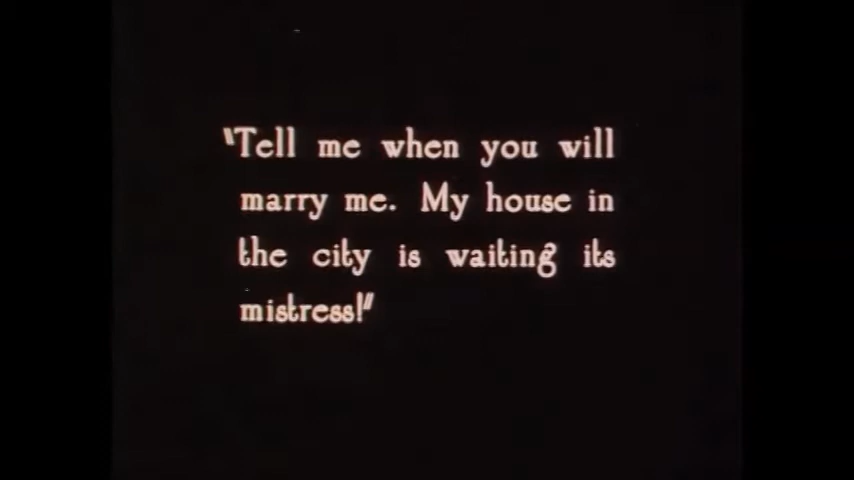 "Tell me when you will
marry me. My house in
the city is waiting its
mistress!"